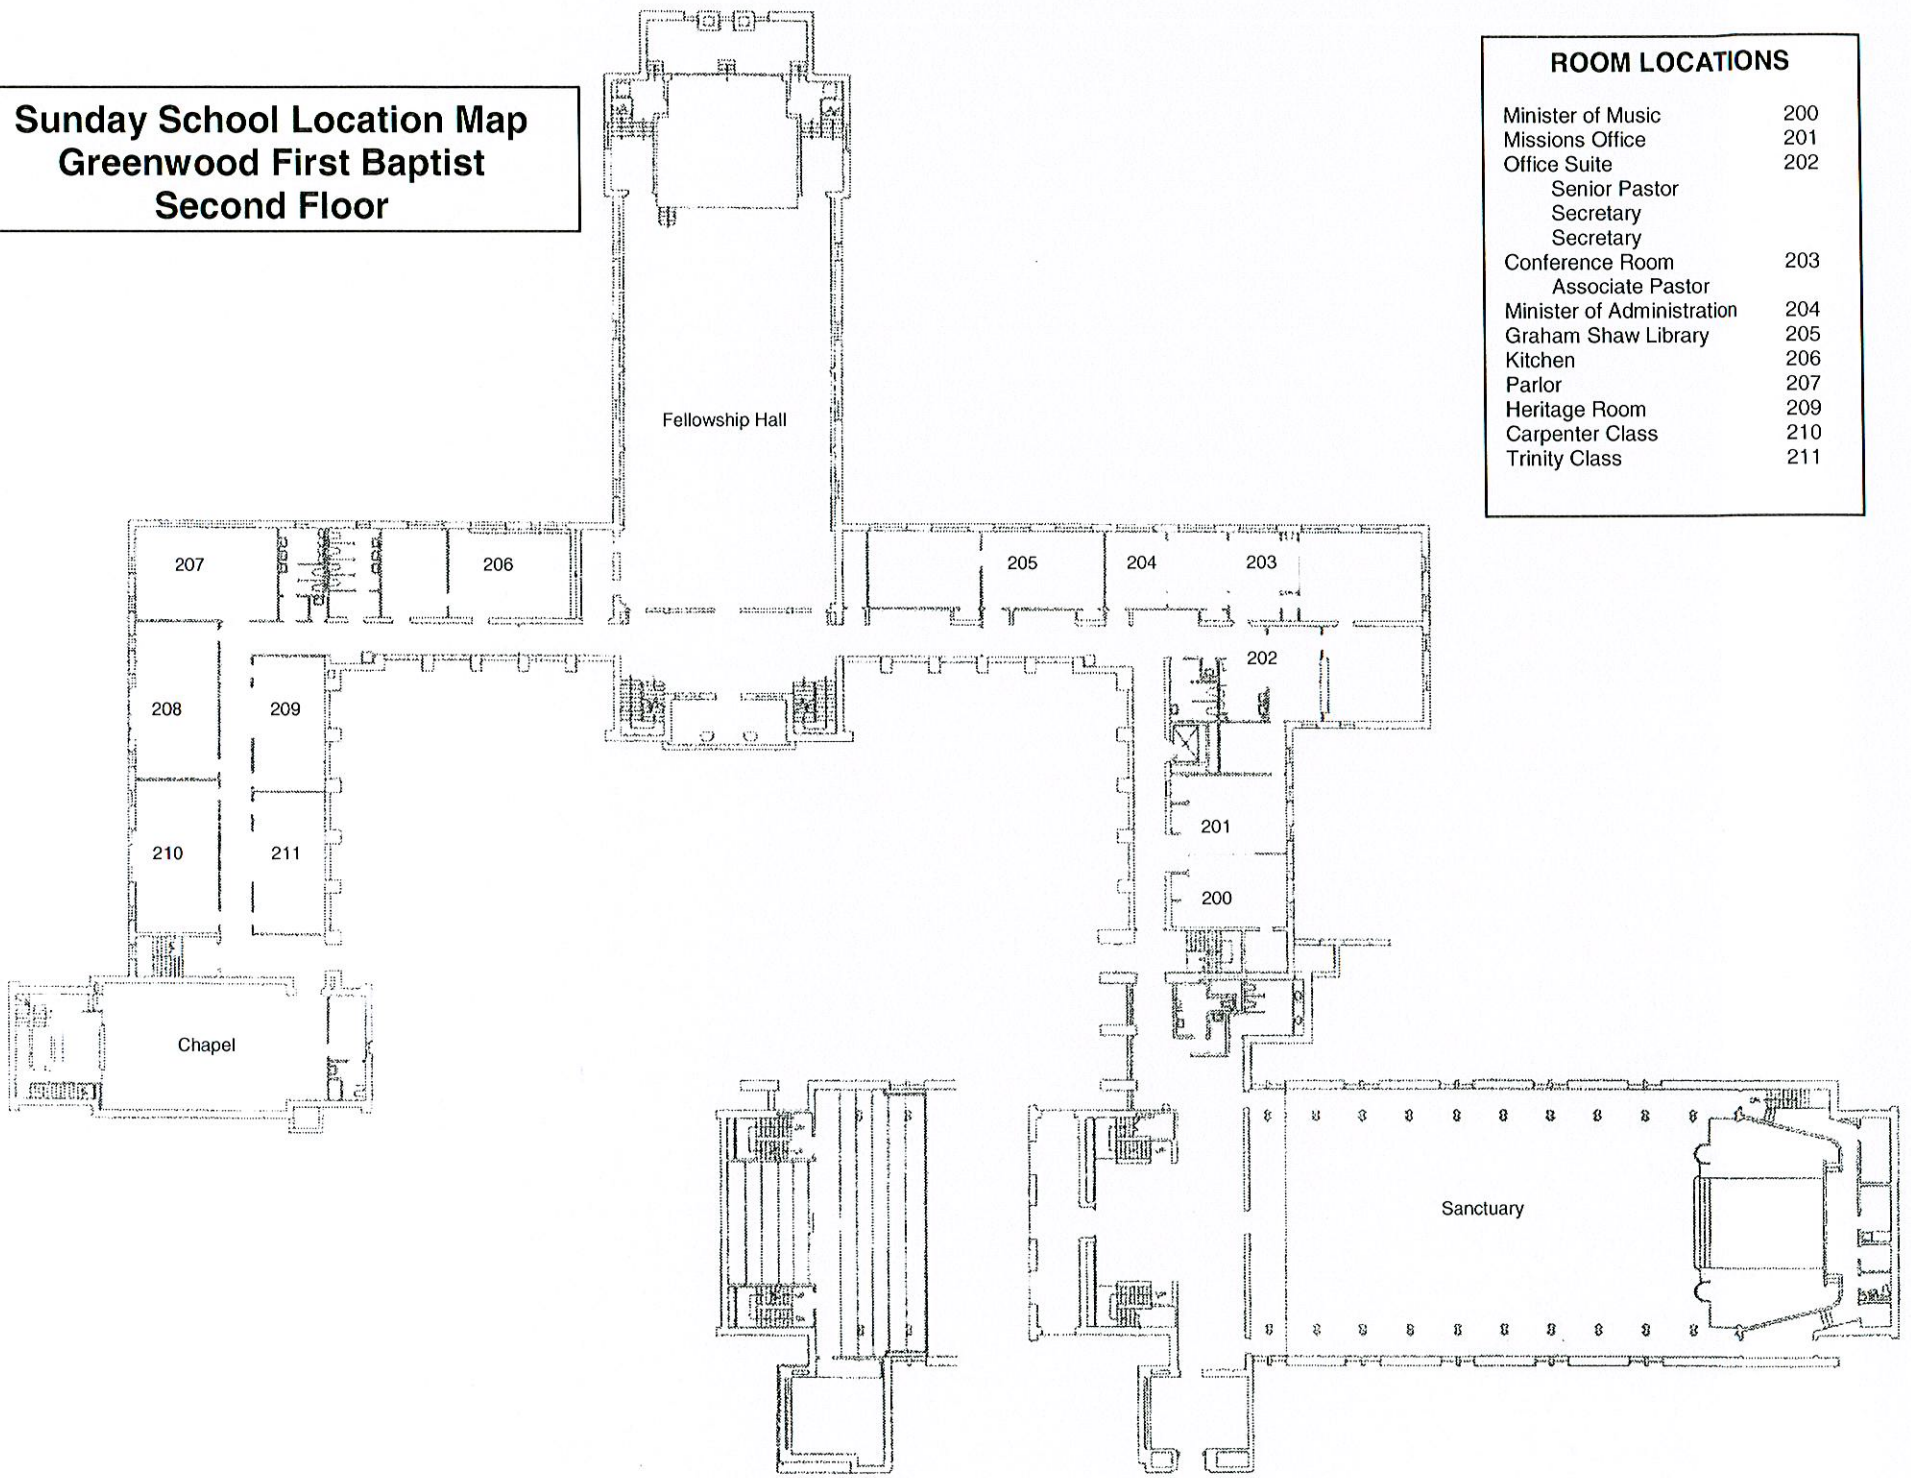 Sunday School Location Map
Greenwood First Baptist
Second Floor
ROOM LOCATIONS
Minister of Music 200
Missions Office 201
Office Suite 202
Senior Pastor
Secretary
Secretary
Conference Room 203
Associate Pastor
Minister of Administration 204
Graham Shaw Library 205
Kitchen 206
Parlor 207
Heritage Room 209
Carpenter Class 210
Trinity Class 211
Fellowship Hall
207
206
205
204
203
202
208
209
201
210
211
200
Chapel
Sanctuary